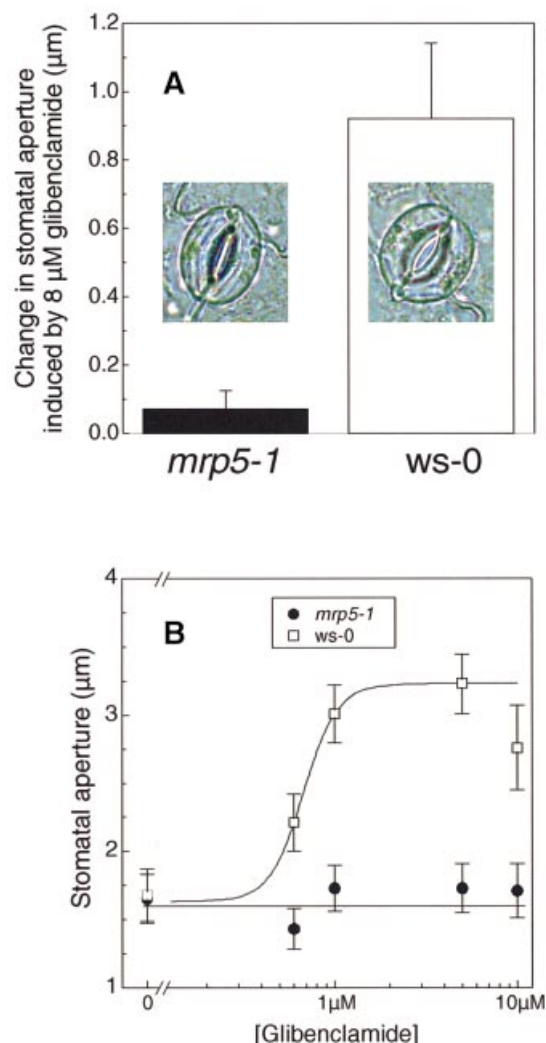 Change in stomatal aperture
induced by 8 µM glibenclamide (µm)
1.2
1.0
0.8
0.6
0.4
0.2
0.0
A
mrp5-1
ws-0
Stomatal aperture (µm)
4
3
2
1
B
mrp5-1
ws-0
0
1µM
10µM
[Glibenclamide]